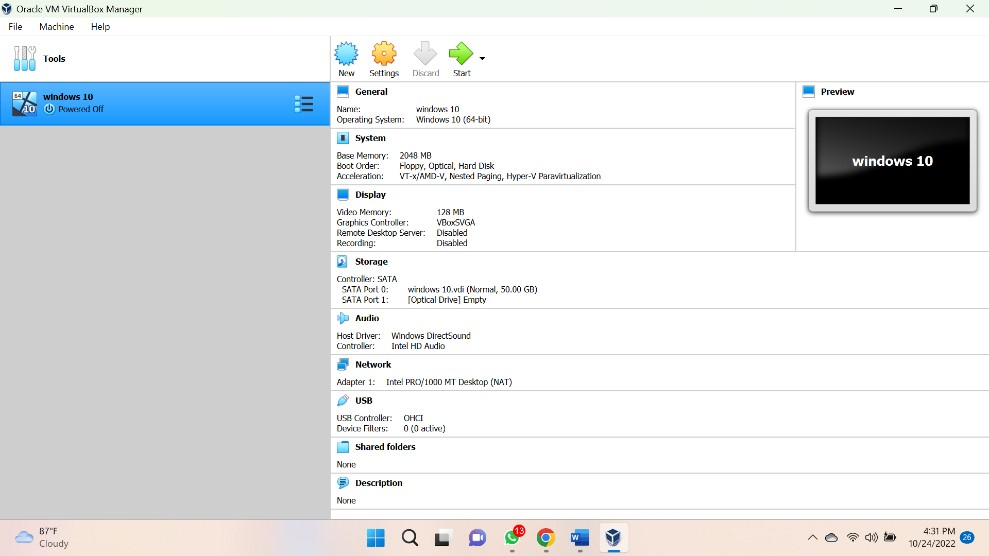 Oracle VM VirtualBox Manager
File Machine Help
Tools
New Settings Discard Start
64
10
windows 10
Powered Off
General
Name: windows 10
Operating System: Windows 10 (64-bit)
Preview
windows 10
System
Base Memory: 2048 MB
Boot Order: Floppy, Optical, Hard Disk
Acceleration: VT-x/AMD-V, Nested Paging, Hyper-V Paravirtualization
Display
Video Memory: 128 MB
Graphics Controller: VBoxSVGA
Remote Desktop Server: Disabled
Recording: Disabled
Storage
Controller: SATA
SATA Port 0: windows 10.vdi (Normal, 50.00 GB)
SATA Port 1: [Optical Drive] Empty
Audio
Host Driver: Windows DirectSound
Controller: Intel HD Audio
Network
Adapter 1: Intel PRO/1000 MT Desktop (NAT)
USB
USB Controller: OHCI
Device Filters: 0 (0 active)
Shared folders
None
Description
None
87°F
Cloudy
13
W
4:31 PM
10/24/2022
26